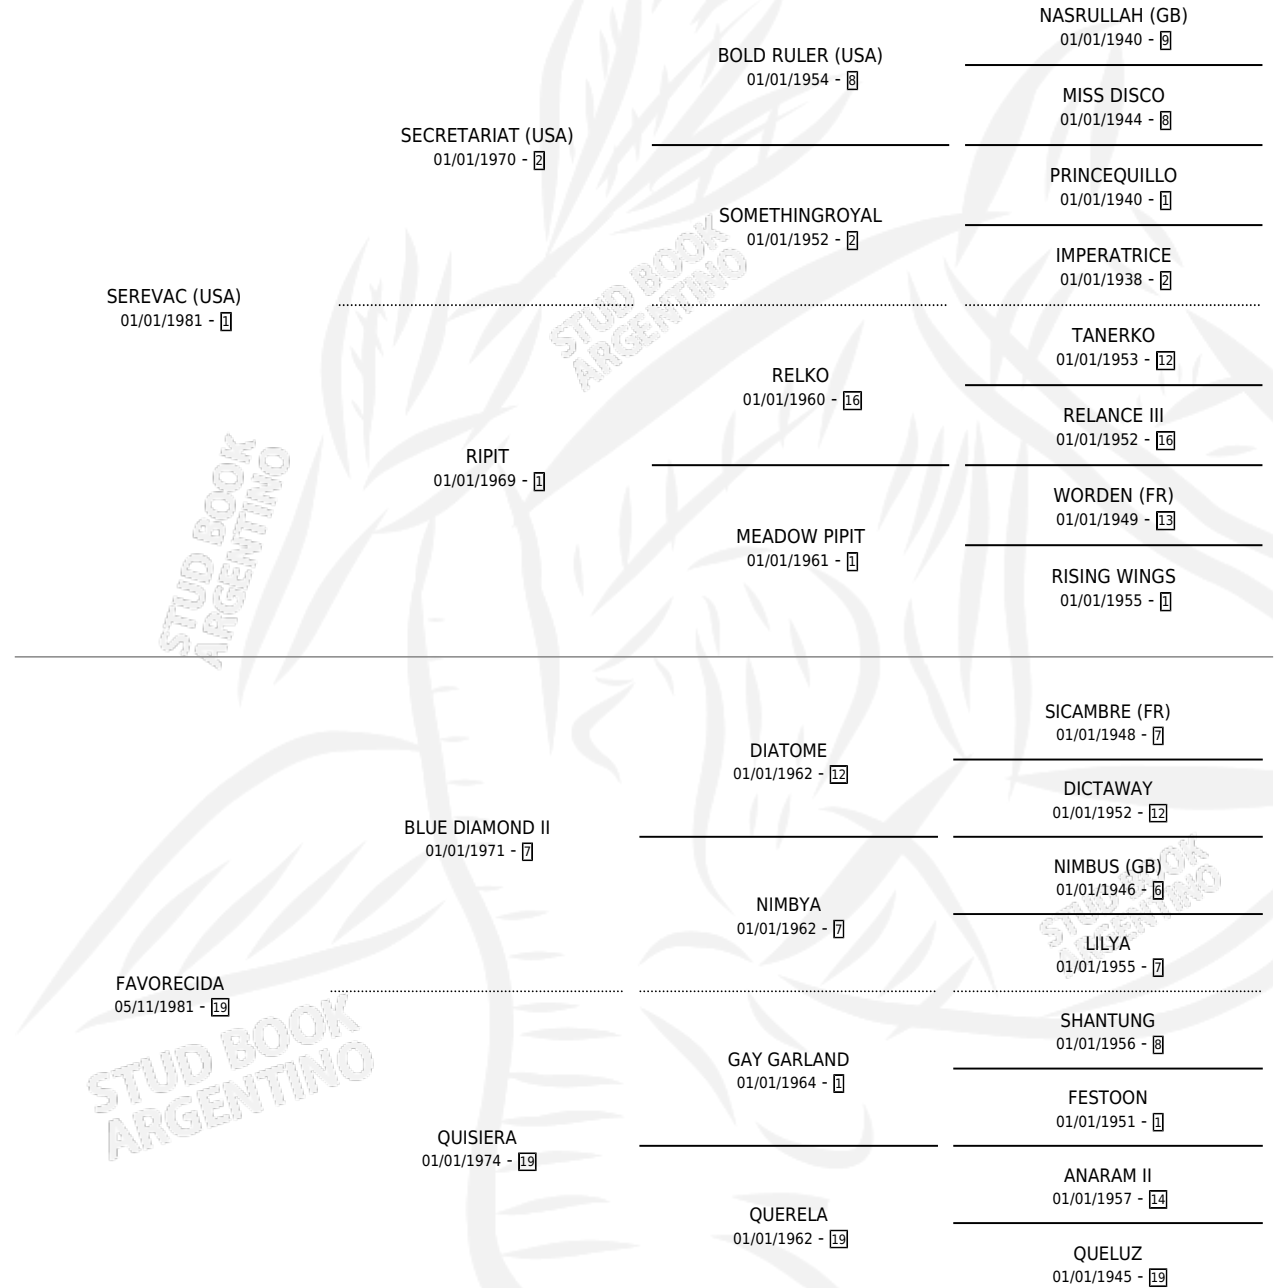 NASRULLAH (GB)
01/01/1940 - 9
BOLD RULER (USA)
01/01/1954 - 8
MISS DISCO
01/01/1944 - 8
SECRETARIAT (USA)
01/01/1970 - 2
PRINCEQUILLO
01/01/1940 - 1
SOMETHINGROYAL
01/01/1952 - 2
IMPERATRICE
01/01/1938 - 2
SEREVAC (USA)
01/01/1981 - 1
STUD BOOK
ARGENTINO
TANERKO
01/01/1953 - 12
RELKO
01/01/1960 - 16
RELANCE III
01/01/1952 - 16
RIPIT
01/01/1969 - 1
WORDEN (FR)
01/01/1949 - 13
MEADOW PIPIT
01/01/1961 - 1
RISING WINGS
01/01/1955 - 1
STUD BOOK
ARGENTINO
SICAMBRE (FR)
01/01/1948 - 7
DIATOME
01/01/1962 - 12
DICTAWAY
01/01/1952 - 12
BLUE DIAMOND II
01/01/1971 - 7
NIMBUS (GB)
01/01/1946 - 6
NIMBYA
01/01/1962 - 7
LILYA
01/01/1955 - 7
STUD BOOK
ARGENTINO
FAVORECIDA
05/11/1981 - 19
SHANTUNG
01/01/1956 - 8
GAY GARLAND
01/01/1964 - 1
FESTOON
01/01/1951 - 1
STUD BOOK
ARGENTINO
QUISIERA
01/01/1974 - 19
ANARAM II
01/01/1957 - 14
QUERELA
01/01/1962 - 19
QUELUZ
01/01/1945 - 19